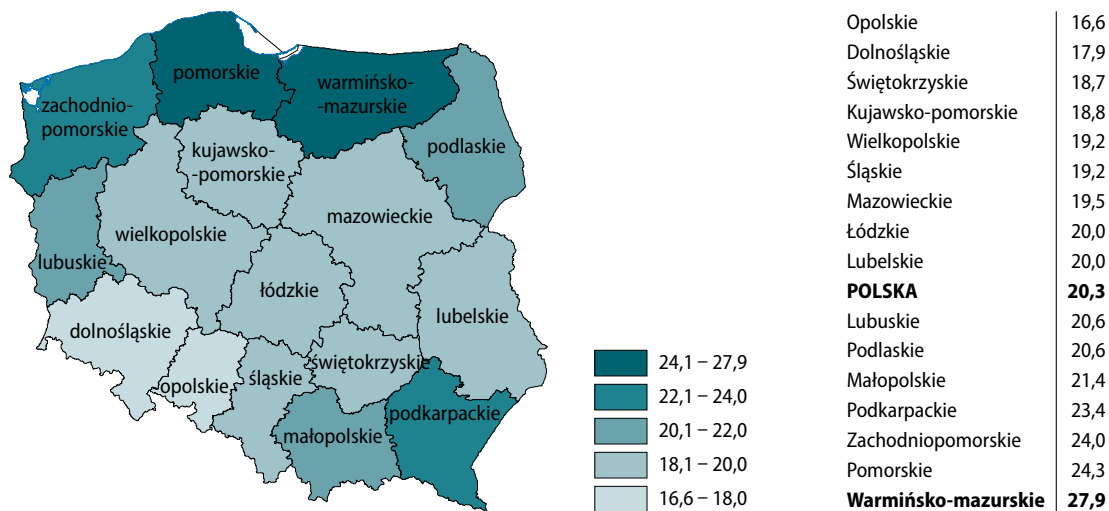 pomorskie
warmińsko-
-mazurskie
zachodnio-
pomorskie
kujawsko-
-pomorskie
podlaskie
mazowieckie
wielkopolskie
lubuskie
łódzkie
lubelskie
dolnośląskie
opolskie
śląskie
świętokrzyskie
podkarpackie
małopolskie
24,1 – 27,9
22,1 – 24,0
20,1 – 22,0
18,1 – 20,0
16,6 – 18,0
Opolskie 16,6
Dolnośląskie 17,9
Świętokrzyskie 18,7
Kujawsko-pomorskie 18,8
Wielkopolskie 19,2
Śląskie 19,2
Mazowieckie 19,5
Łódzkie 20,0
Lubelskie 20,0
POLSKA 20,3
Lubuskie 20,6
Podlaskie 20,6
Małopolskie 21,4
Podkarpackie 23,4
Zachodniopomorskie 24,0
Pomorskie 24,3
Warmińsko-mazurskie 27,9